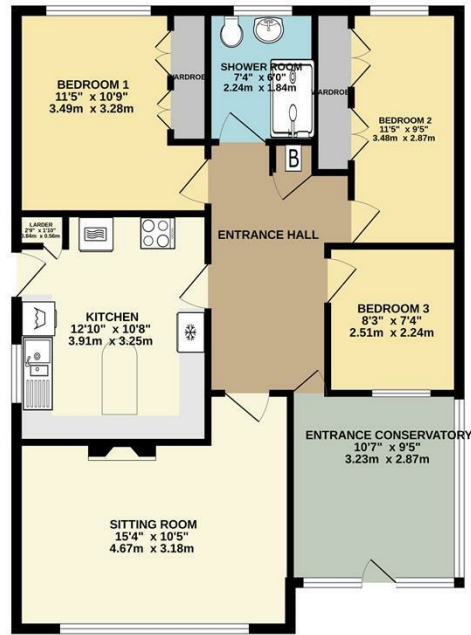 BEDROOM 1
11'5" x 10'9"
3.49m x 3.28m
WARDROBE
SHOWER ROOM
7'4" x 6'0"
2.24m x 1.84m
WARDROBE
BEDROOM 2
11'5" x 9'5"
3.48m x 2.87m
B
LARDER
2'9" x 1'10"
0.84m x 0.56m
ENTRANCE HALL
KITCHEN
12'10" x 10'8"
3.91m x 3.25m
BEDROOM 3
8'3" x 7'4"
2.51m x 2.24m
ENTRANCE CONSERVATORY
10'7" x 9'5"
3.23m x 2.87m
SITTING ROOM
15'4" x 10'5"
4.67m x 3.18m